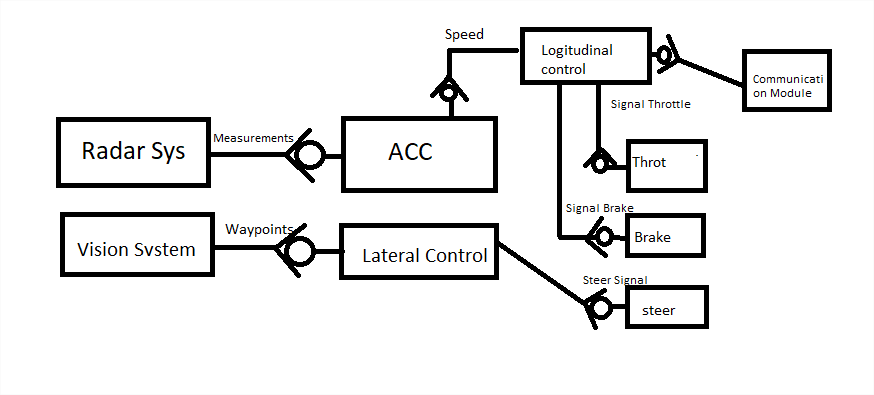 Speed
Logitudinal
control
Communicati
on Module
Signal Throttle
Measurements
Radar Sys
ACC
Throt
Signal Brake
Waypoints
Vision Svstem
Lateral Control
Brake
Steer Signal
steer